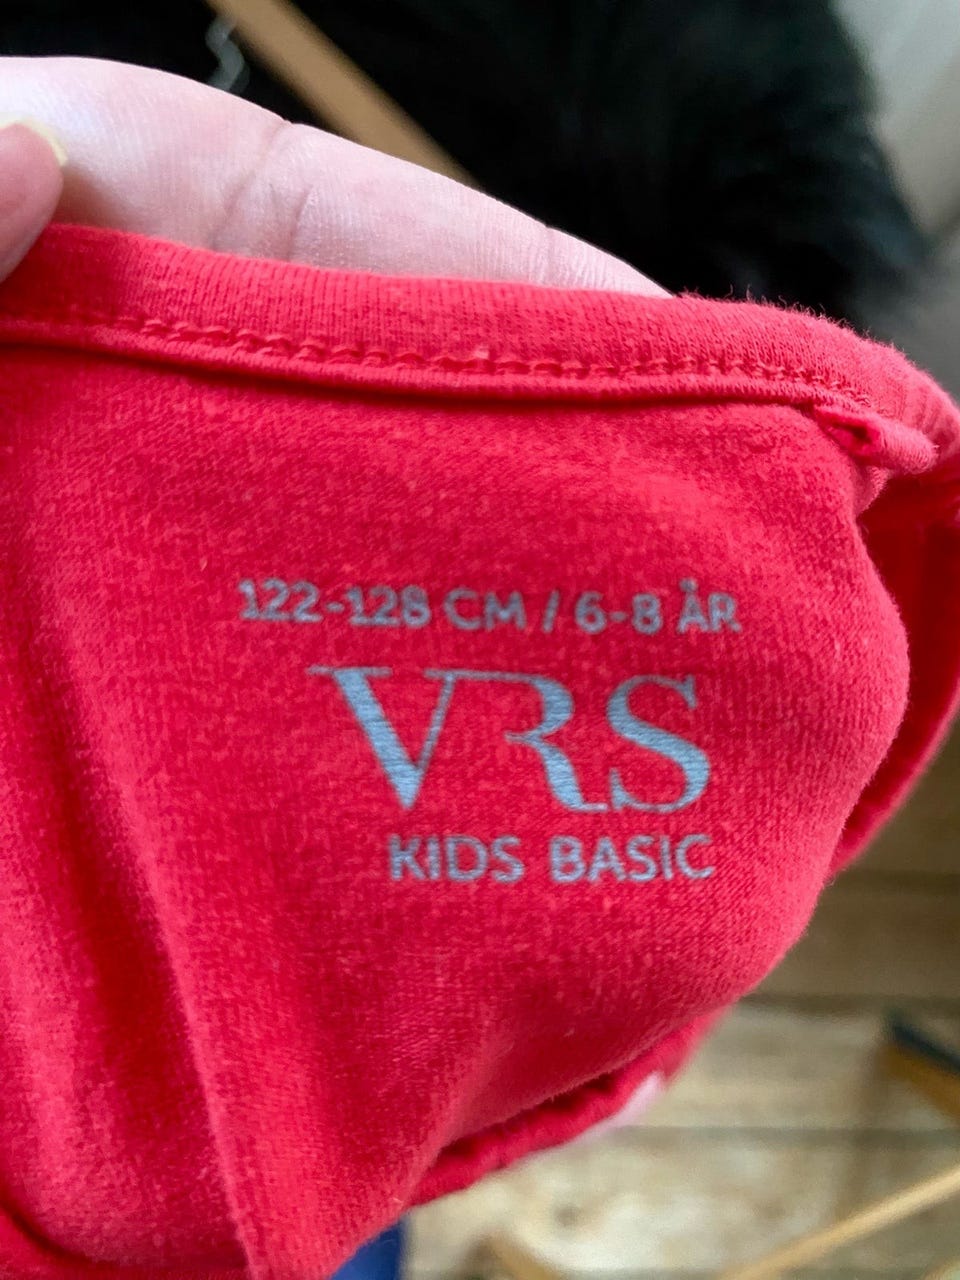 122-128 CM / 6-8 ÅR
VRS
KIDS BASIC